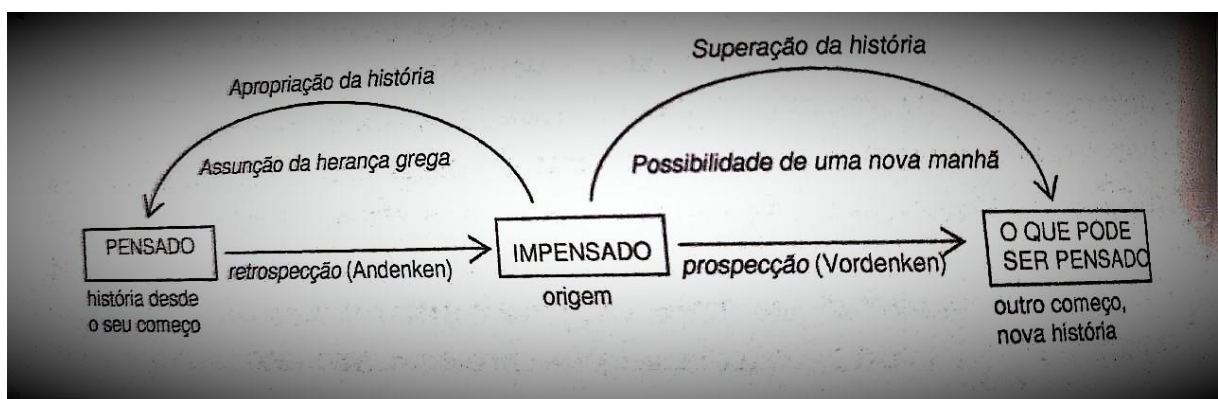 Apropriação da história
Assunção da herança grega
PENSADO
retrospecção (Andenken)
história desde
o seu começo
IMPENSADO
origem
Superação da história
Possibilidade de uma nova manhã
prospecção (Vordenken)
O QUE PODE
SER PENSADO
outro começo,
nova história